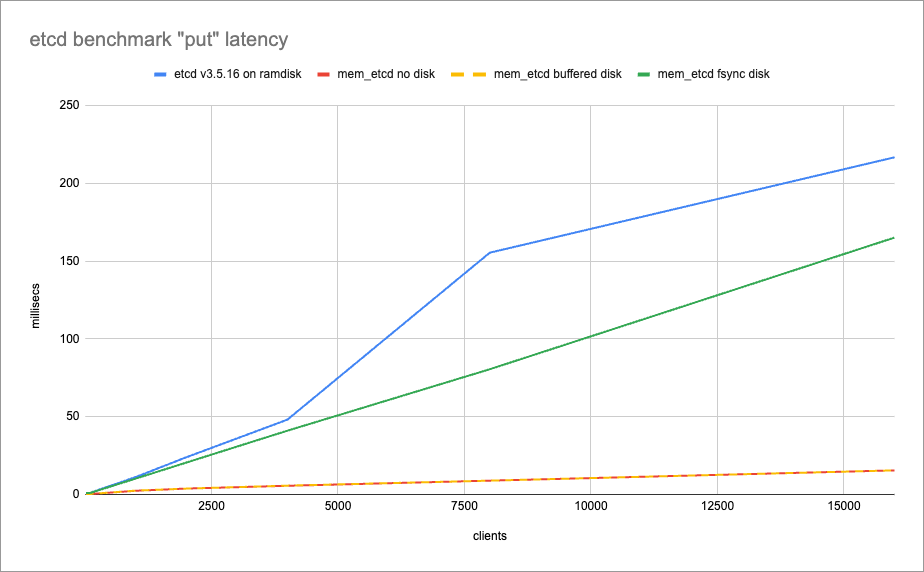 etcd benchmark "put" latency
etcd v3.5.16 on ramdisk mem_etcd no disk mem_etcd buffered disk mem_etcd fsync disk
250
200
150
100
50
0
millisecs
2500 5000 7500 10000 12500 15000
clients